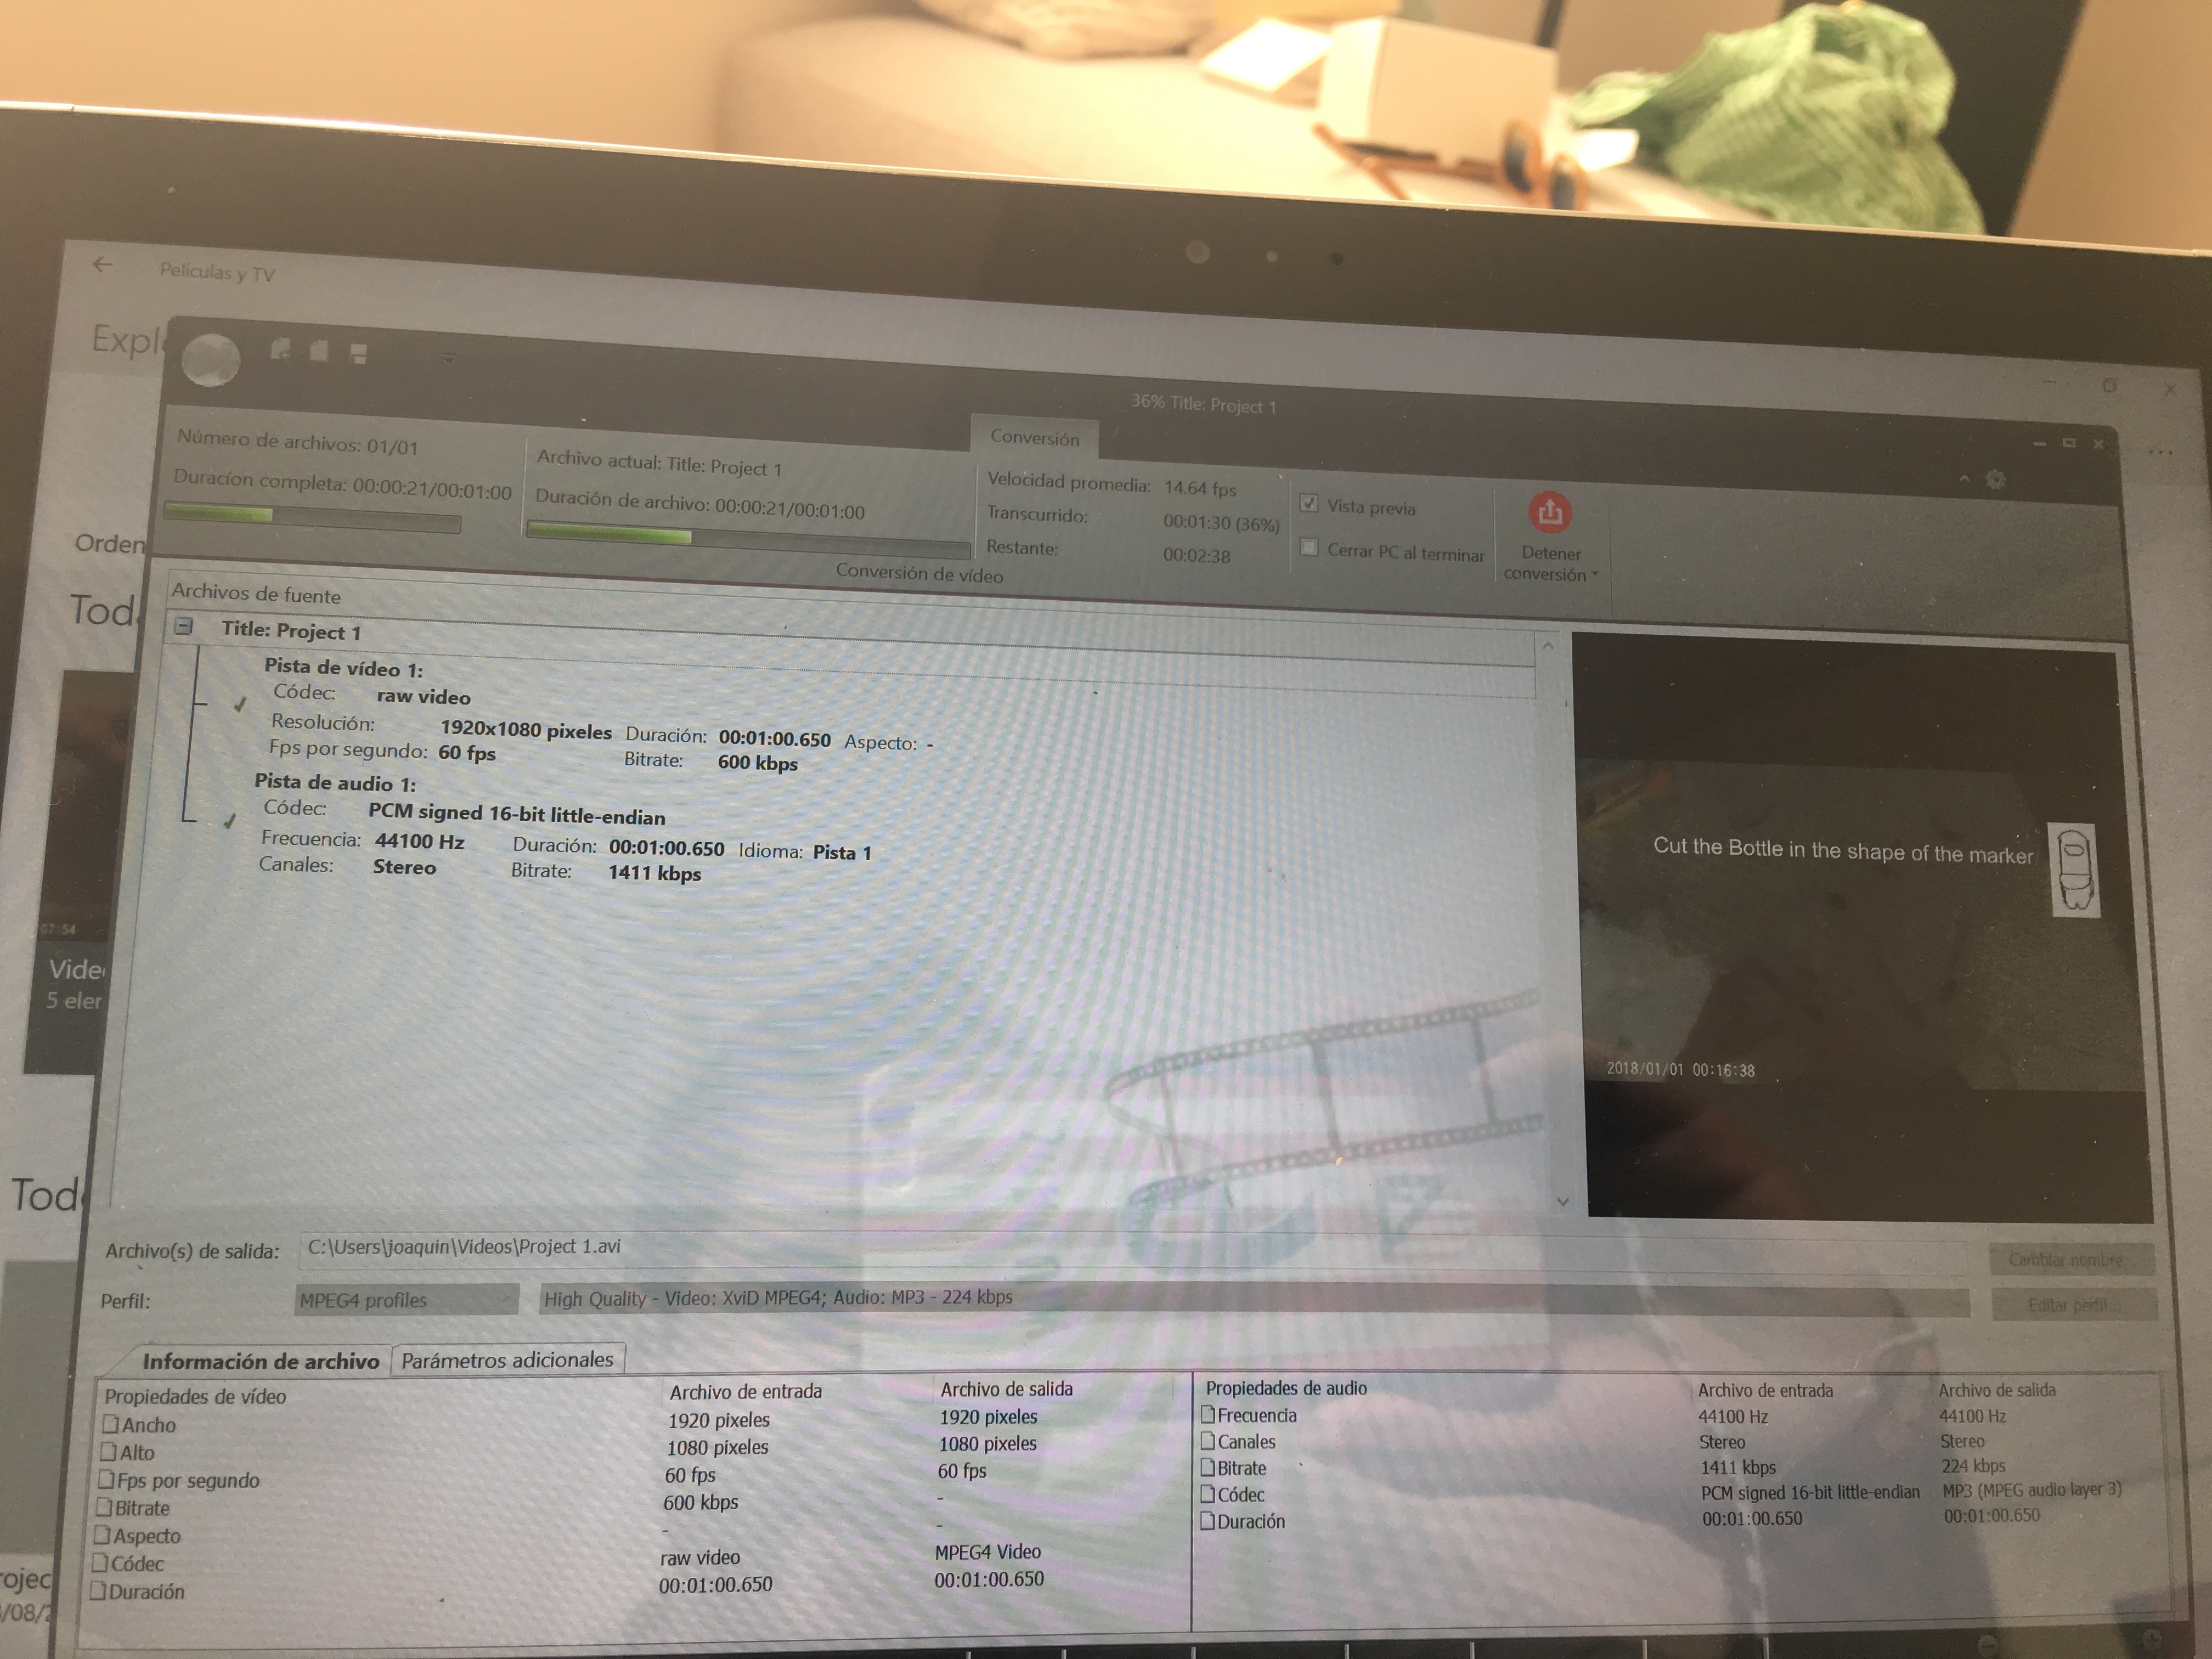 Películas y TV
Expl
36% Title: Project 1
Conversión
Número de archivos: 01/01
Duracíon completa: 00:00:21/00:01:00
Archivo actual: Title: Project 1
Duración de archivo: 00:00:21/00:01:00
Velocidad promedia: 14.64 fps
Transcurrido: 00:01:30 (36%)
Restante: 00:02:38
Vista previa
Cerrar PC al terminar
Detener
conversión
Conversión de vídeo
Orden
Tod
Archivos de fuente
Title: Project 1
Pista de vídeo 1:
Códec: raw video
Resolución: 1920x1080 pixeles Duración: 00:01:00.650 Aspecto: -
Fps por segundo: 60 fps Bitrate: 600 kbps
Pista de audio 1:
Códec: PCM signed 16-bit little-endian
Frecuencia: 44100 Hz Duración: 00:01:00.650 Idioma: Pista 1
Canales: Stereo Bitrate: 1411 kbps
Cut the Bottle in the shape of the marker
2018/01/01 00:16:38
07:54
Vide
5 eler
Tod
Archivo(s) de salida: C:\Users\joaquin\Videos\Project 1.avi
Cambiar nombre...
Perfil: MPEG4 profiles High Quality - Video: XviD MPEG4; Audio: MP3 - 224 kbps
Editar perfil...
Información de archivo Parámetros adicionales
Propiedades de vídeo Archivo de entrada Archivo de salida
Ancho 1920 pixeles 1920 pixeles
Alto 1080 pixeles 1080 pixeles
Fps por segundo 60 fps 60 fps
Bitrate 600 kbps -
Aspecto - -
Códec raw video MPEG4 Video
Duración 00:01:00.650 00:01:00.650
Propiedades de audio Archivo de entrada Archivo de salida
Frecuencia 44100 Hz 44100 Hz
Canales Stereo Stereo
Bitrate 1411 kbps 224 kbps
Códec PCM signed 16-bit little-endian MP3 (MPEG audio layer 3)
Duración 00:01:00.650 00:01:00.650
rojec
/08/2